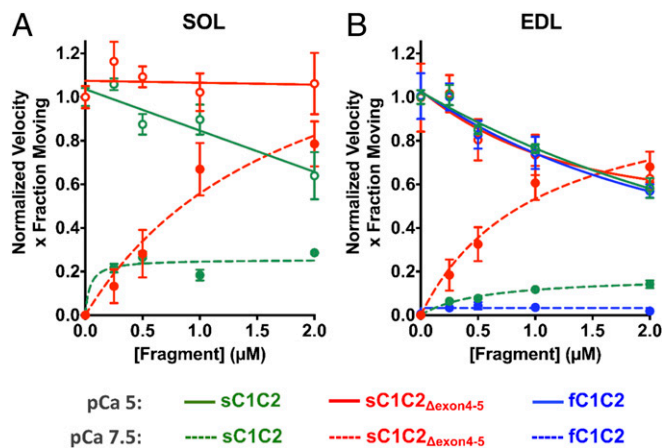 A SOL
B EDL
Normalized Velocity
x Fraction Moving
1.2
1.0
0.8
0.6
0.4
0.2
0.0
0.0 0.5 1.0 1.5 2.0
[Fragment] (µM)
Normalized Velocity
x Fraction Moving
1.2
1.0
0.8
0.6
0.4
0.2
0.0
0.0 0.5 1.0 1.5 2.0
[Fragment] (µM)
pCa 5: sC1C2 sC1C2Δexon4-5 fC1C2
pCa 7.5: sC1C2 sC1C2Δexon4-5 fC1C2